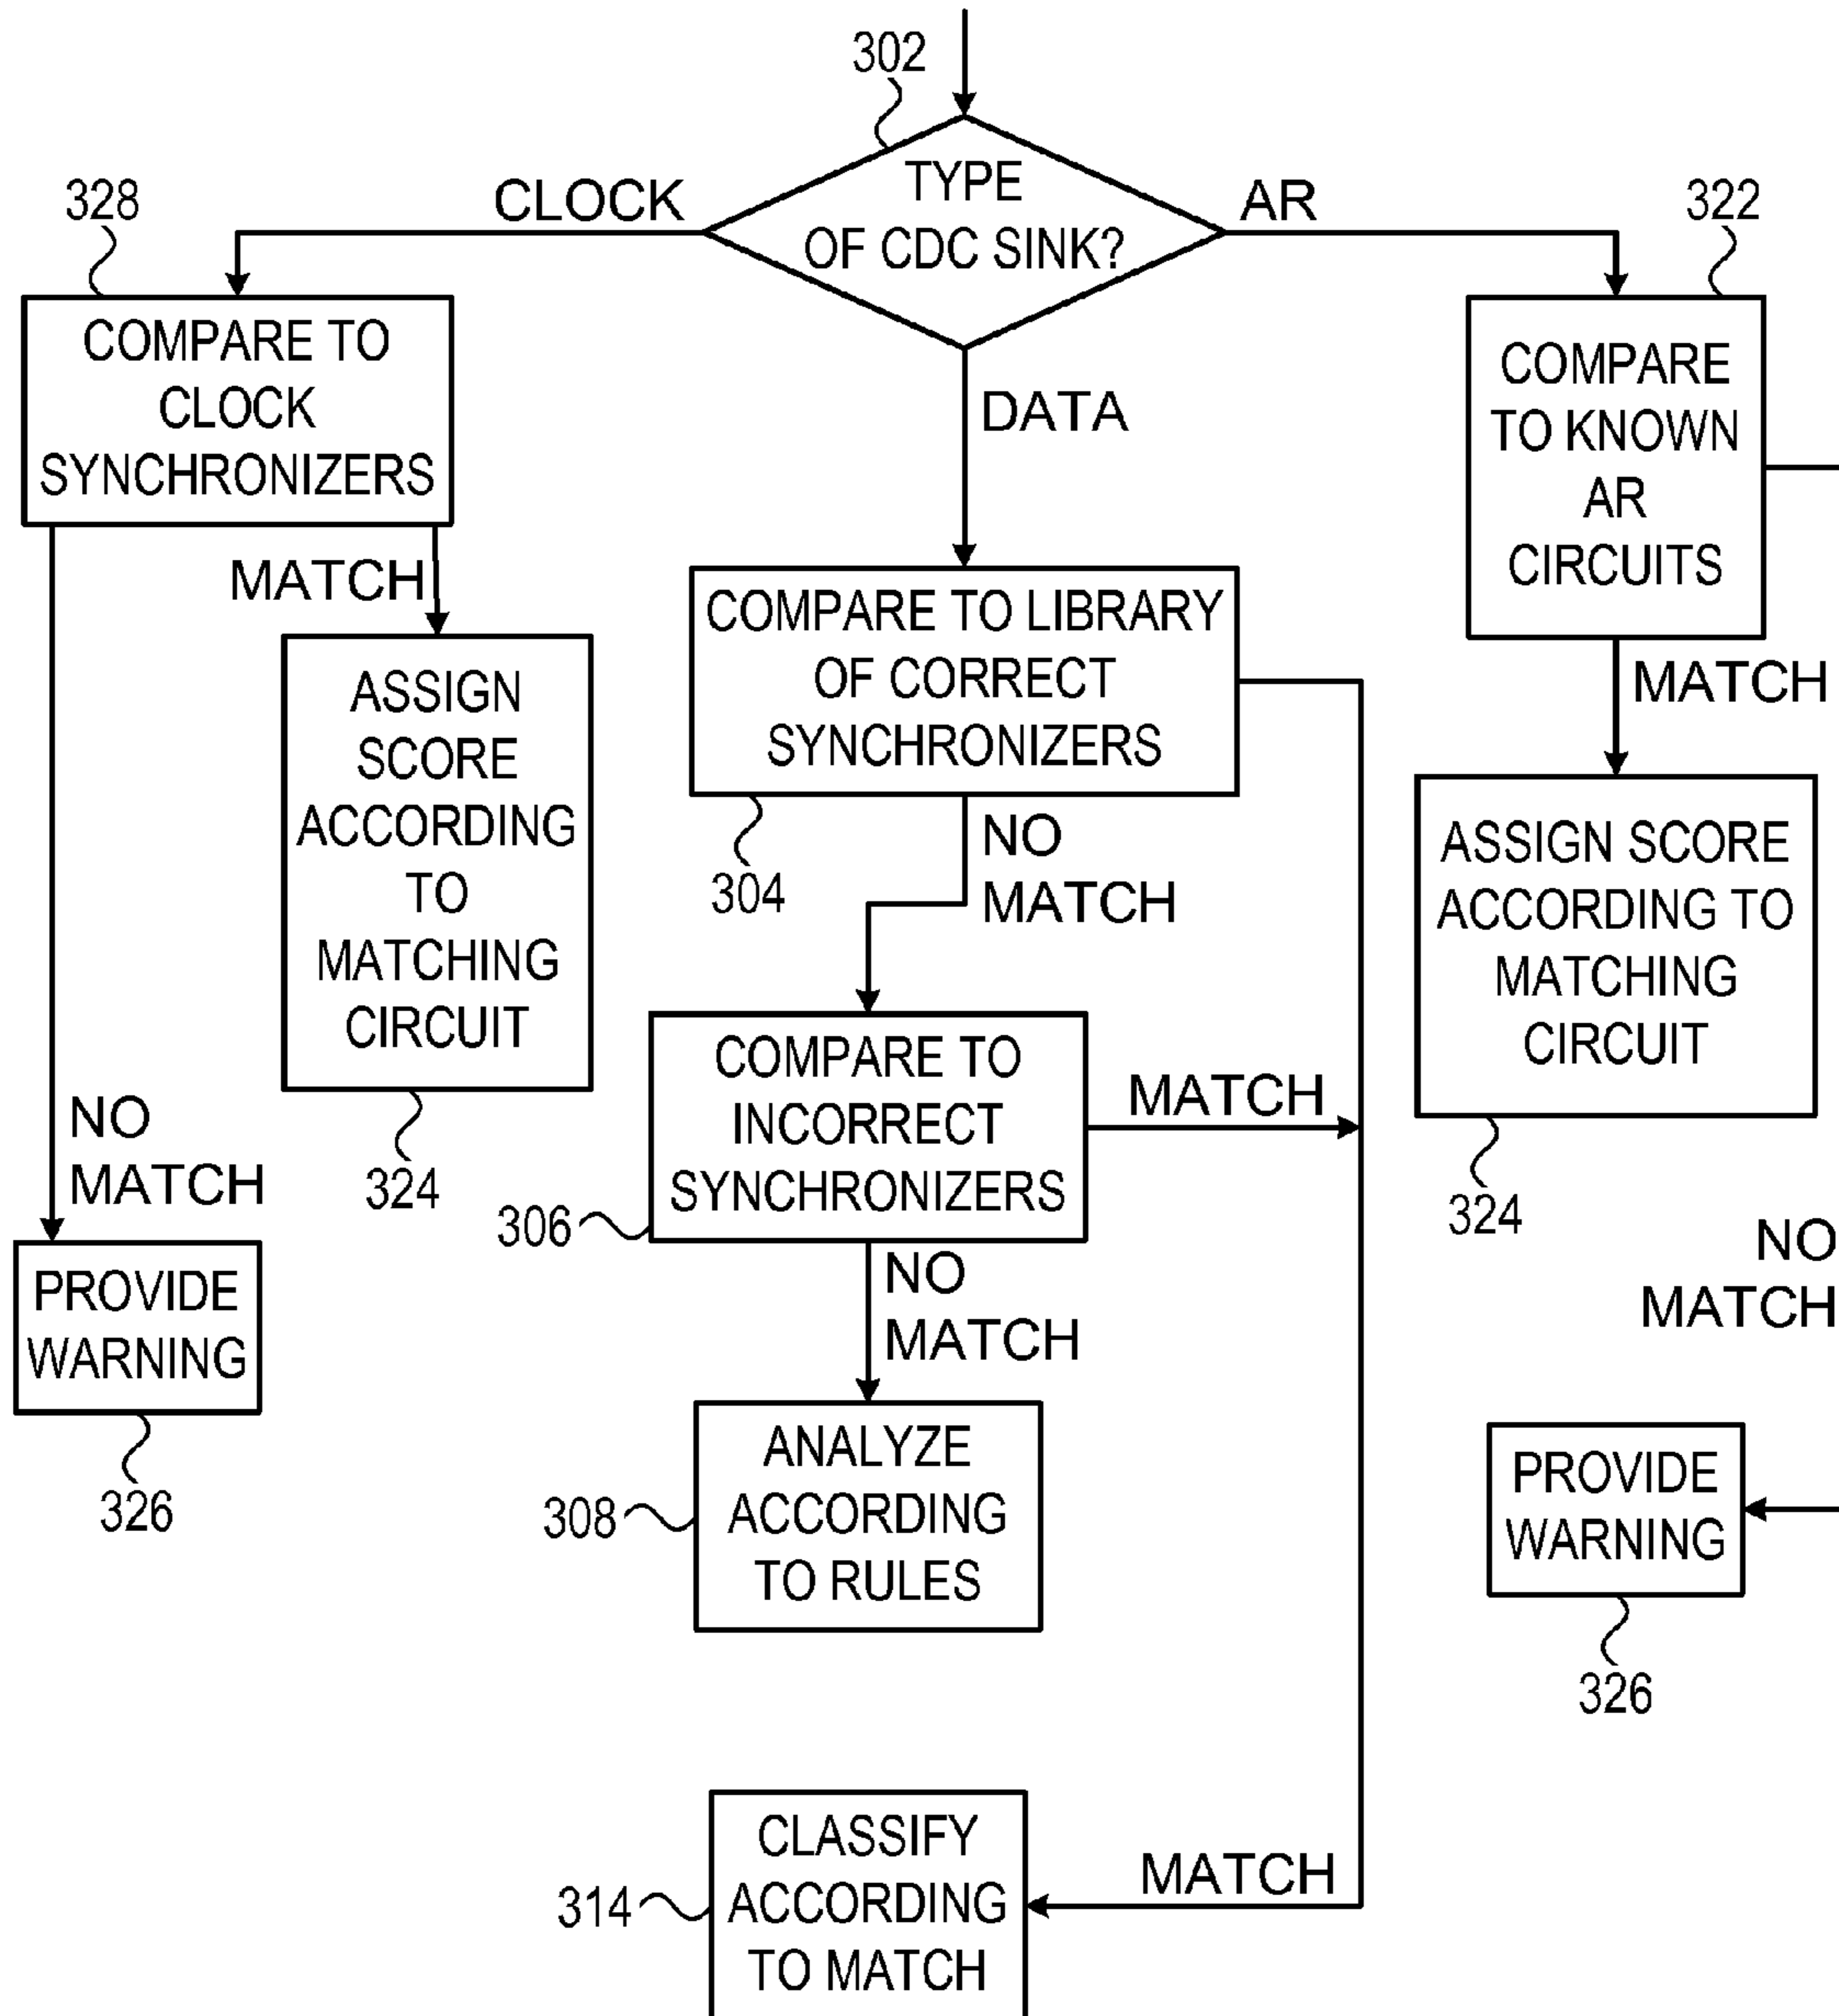 302
TYPE
OF CDC SINK?
CLOCK
AR
DATA
328
COMPARE TO
CLOCK
SYNCHRONIZERS
MATCH
ASSIGN
SCORE
ACCORDING
TO
MATCHING
CIRCUIT
324
NO
MATCH
PROVIDE
WARNING
326
COMPARE TO LIBRARY
OF CORRECT
SYNCHRONIZERS
304
NO
MATCH
COMPARE TO
INCORRECT
SYNCHRONIZERS
306
MATCH
NO
MATCH
ANALYZE
ACCORDING
TO RULES
308
CLASSIFY
ACCORDING
TO MATCH
314
MATCH
322
COMPARE
TO KNOWN
AR
CIRCUITS
MATCH
ASSIGN SCORE
ACCORDING TO
MATCHING
CIRCUIT
324
NO
MATCH
PROVIDE
WARNING
326